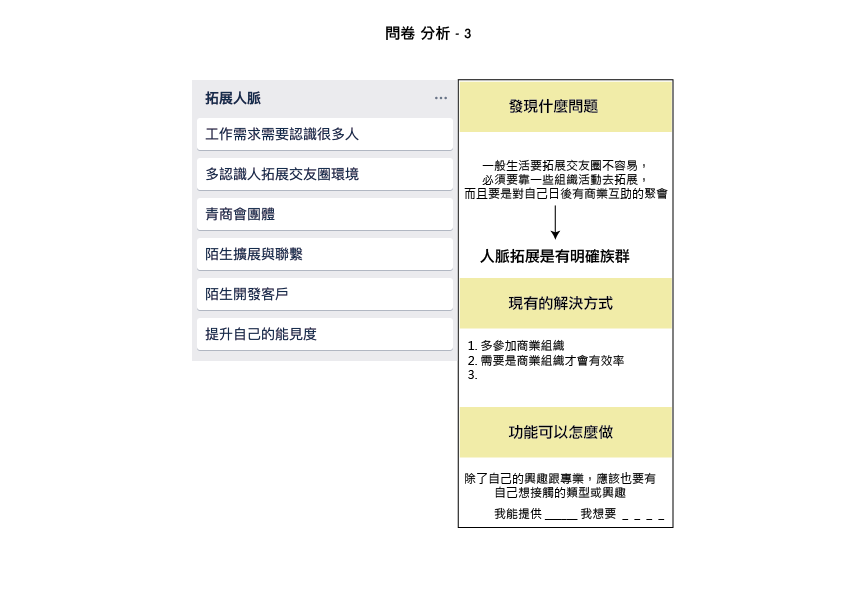 問卷 分析 - 3
拓展人脈
工作需求需要認識很多人
多認識人拓展交友圈環境
青商會團體
陌生擴展與聯繫
陌生開發客戶
提升自己的能見度
發現什麼問題
一般生活要拓展交友圈不容易，
必須要靠一些組織活動去拓展，
而且要是對自己日後有商業互助的聚會
人脈拓展是有明確族群
現有的解決方式
1. 多參加商業組織
2. 需要是商業組織才會有效率
3.
功能可以怎麼做
除了自己的興趣跟專業，應該也要有
自己想接觸的類型或興趣
我能提供 _____ 我想要 _ _ _ _